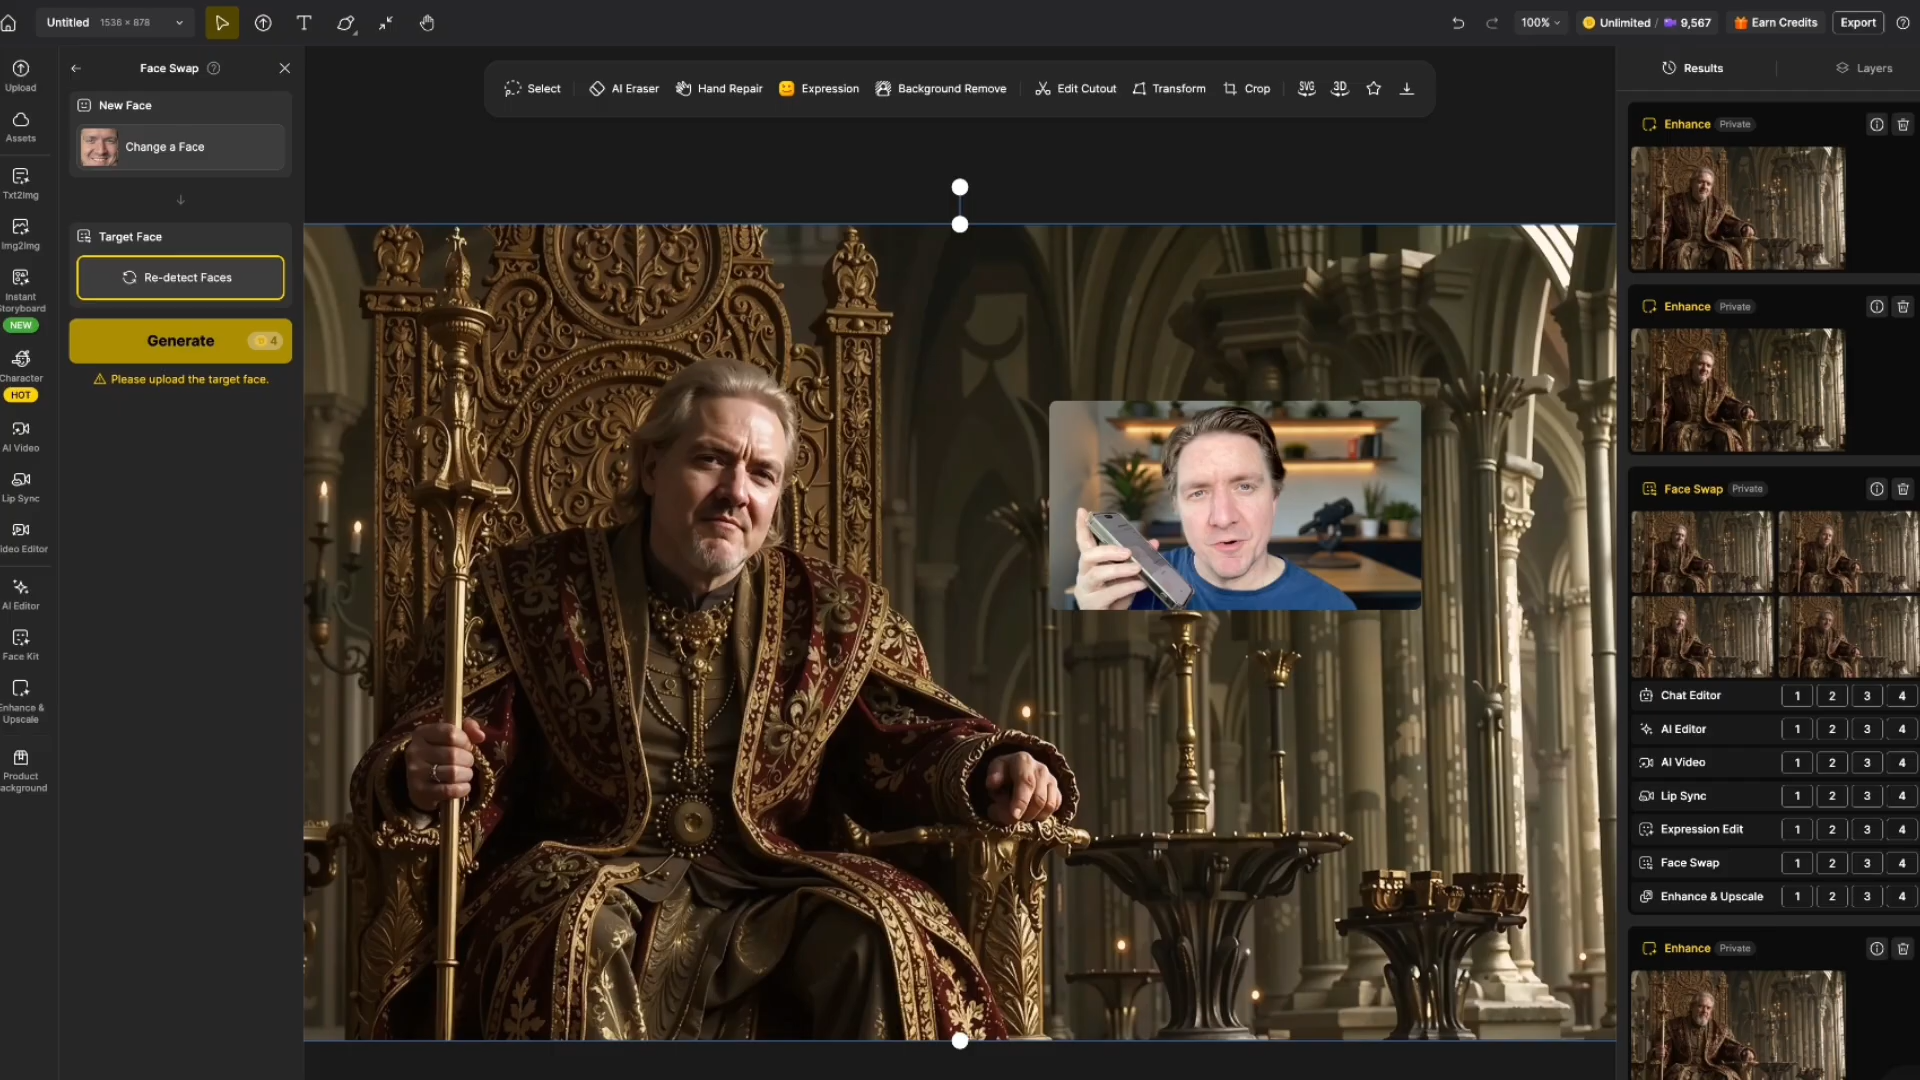 Untitled 1536 × 878
100%
Unlimited / 9,567
Earn Credits
Export
Upload
Assets
Txt2Img
Img2Img
Instant
Storyboard
NEW
Character
HOT
AI Video
Lip Sync
ideo Editor
AI Editor
Face Kit
Enhance &
Upscale
Product
ackground
Face Swap
New Face
Change a Face
Target Face
Re-detect Faces
Generate 4
Please upload the target face.
Select
AI Eraser
Hand Repair
Expression
Background Remove
Edit Cutout
Transform
Crop
SVG
3D
Results
Layers
Enhance Private
Enhance Private
Face Swap Private
Chat Editor 1 2 3 4
AI Editor 1 2 3 4
AI Video 1 2 3 4
Lip Sync 1 2 3 4
Expression Edit 1 2 3 4
Face Swap 1 2 3 4
Enhance & Upscale 1 2 3 4
Enhance Private